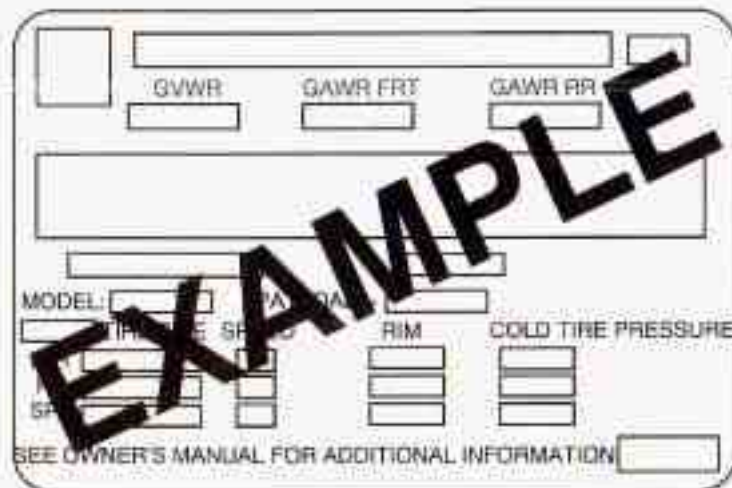 GVWR GAWR FRT GAWR RR
EXAMPLE
MODEL:
RIM COLD TIRE PRESSURE
SEE OWNER'S MANUAL FOR ADDITIONAL INFORMATION